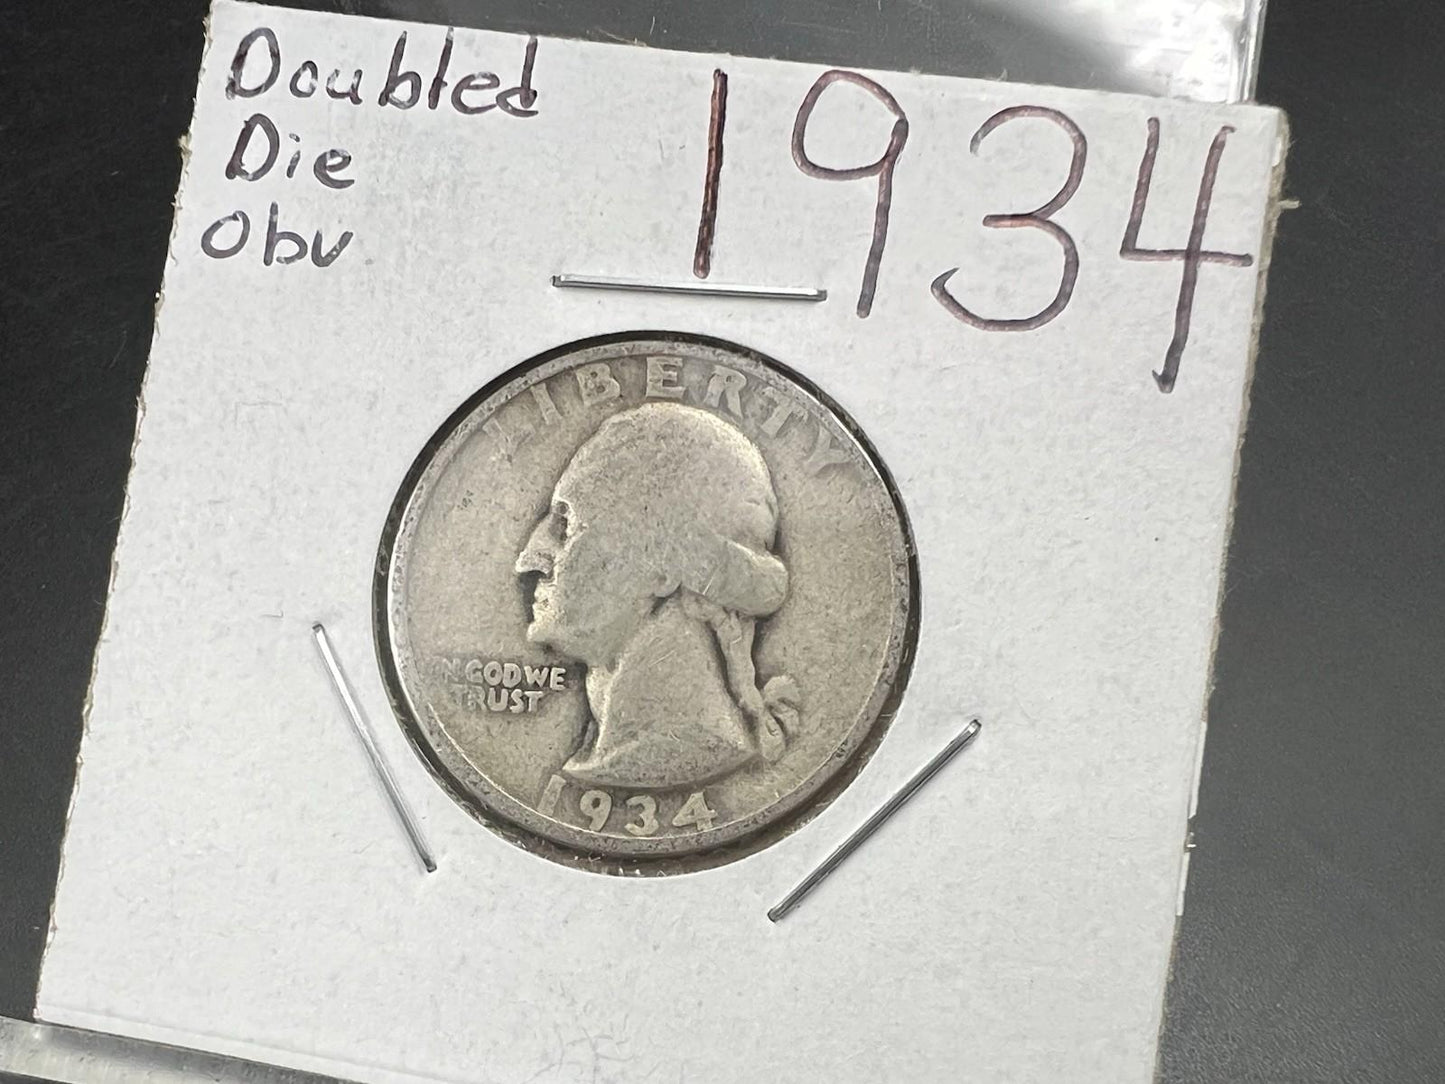 Doubled
Die
Obv
1934
LIBERTY
IN GOD WE
TRUST
1934